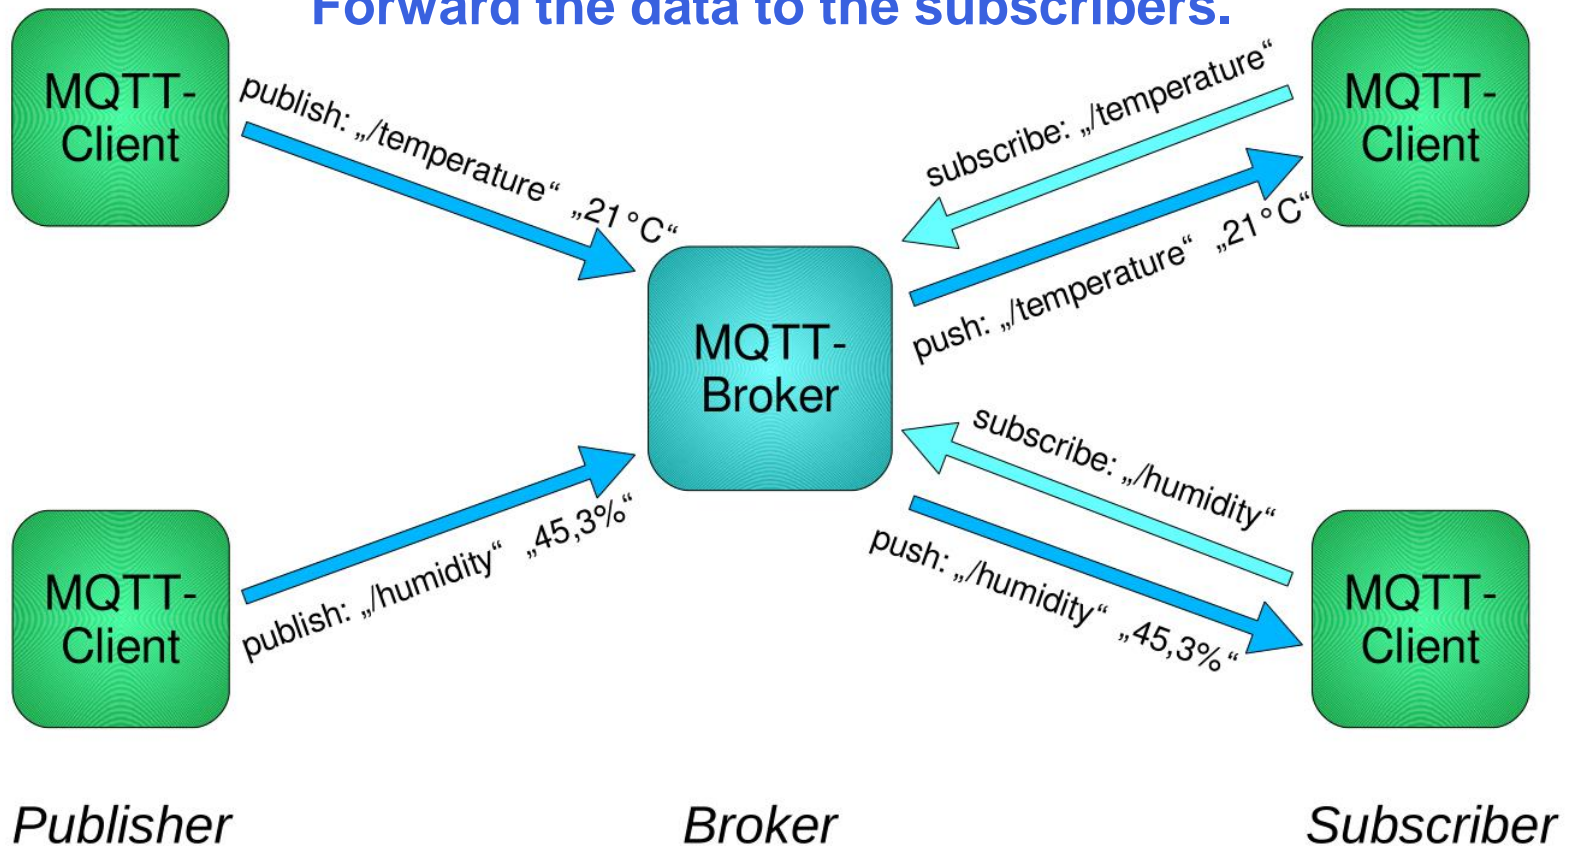 Forward the data to the subscribers.
MQTT-
Client
publish: „/temperature“ „21°C“
subscribe: „/temperature“
MQTT-
Client
push: „/temperature“ „21°C“
MQTT-
Broker
MQTT-
Client
publish: „/humidity“ „45,3%“
subscribe: „/humidity“
push: „/humidity“ „45,3%“
MQTT-
Client
Publisher
Broker
Subscriber